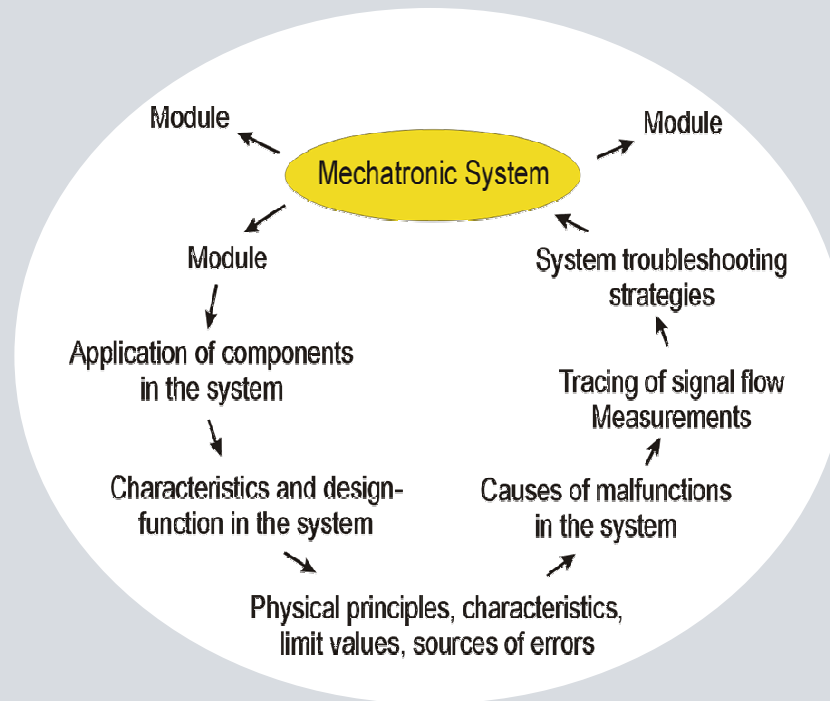 Module
Module
Mechatronic System
Module
System troubleshooting
strategies
Application of components
in the system
Tracing of signal flow
Measurements
Characteristics and design-
function in the system
Causes of malfunctions
in the system
Physical principles, characteristics,
limit values, sources of errors